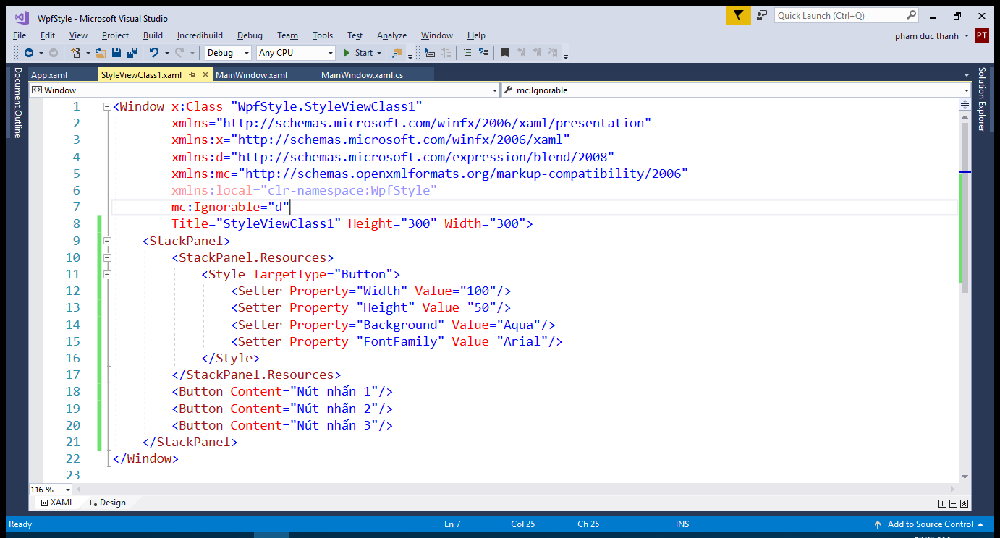 WpfStyle - Microsoft Visual Studio
Quick Launch (Ctrl+Q)
File Edit View Project Build Incredibuild Debug Team Tools Test Analyze Window Help
pham duc thanh PT
Debug Any CPU Start
Document Outline
App.xaml StyleViewClass1.xaml MainWindow.xaml MainWindow.xaml.cs
Solution Explorer
Window mc:Ignorable
1 <Window x:Class="WpfStyle.StyleViewClass1"
2 xmlns="http://schemas.microsoft.com/winfx/2006/xaml/presentation"
3 xmlns:x="http://schemas.microsoft.com/winfx/2006/xaml"
4 xmlns:d="http://schemas.microsoft.com/expression/blend/2008"
5 xmlns:mc="http://schemas.openxmlformats.org/markup-compatibility/2006"
6 xmlns:local="clr-namespace:WpfStyle"
7 mc:Ignorable="d"
8 Title="StyleViewClass1" Height="300" Width="300">
9 <StackPanel>
10 <StackPanel.Resources>
11 <Style TargetType="Button">
12 <Setter Property="Width" Value="100"/>
13 <Setter Property="Height" Value="50"/>
14 <Setter Property="Background" Value="Aqua"/>
15 <Setter Property="FontFamily" Value="Arial"/>
16 </Style>
17 </StackPanel.Resources>
18 <Button Content="Nút nhấn 1"/>
19 <Button Content="Nút nhấn 2"/>
20 <Button Content="Nút nhấn 3"/>
21 </StackPanel>
22 </Window>
23
116 %
XAML Design
Ready Ln 7 Col 25 Ch 25 INS Add to Source Control